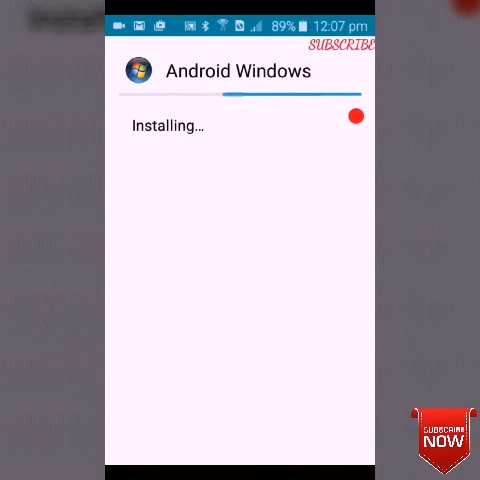 89% 12:07 pm
SUBSCRIBE
Android Windows
Installing...
SUBSCRIBE
NOW